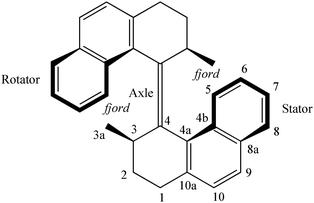 fjord
Rotator
Axle
fjord
6
5
7
Stator
3a
3
4
4b
4a
8
8a
2
9
10a
1
10